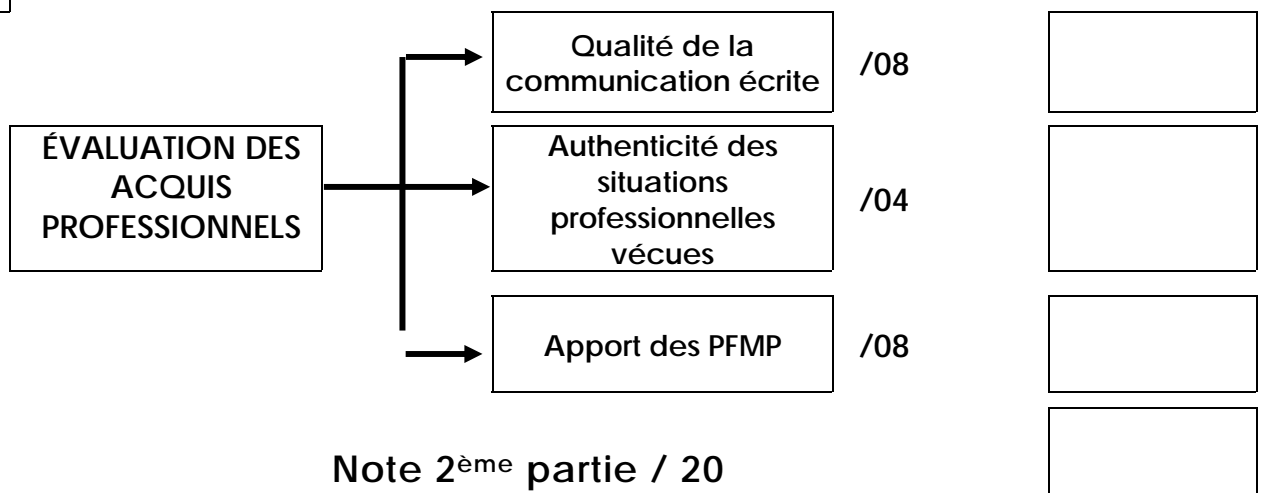 Qualité de la
communication écrite
/08
ÉVALUATION DES
ACQUIS
PROFESSIONNELS
Authenticité des
situations
professionnelles
vécues
/04
Apport des PFMP
/08
Note 2ème partie / 20